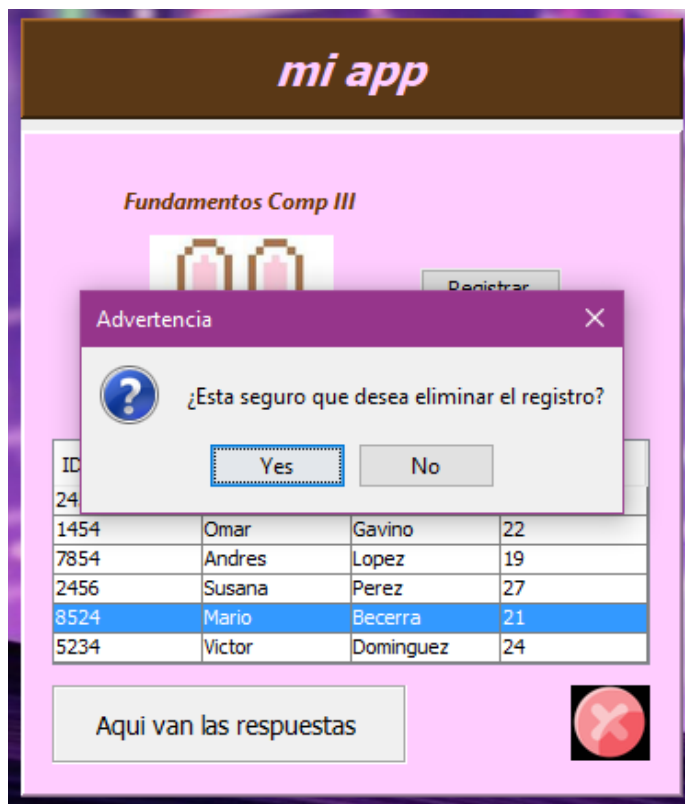 mi app
Fundamentos Comp III
Registrar
Advertencia
¿Esta seguro que desea eliminar el registro?
Yes No
ID
24
1454 Omar Gavino 22
7854 Andres Lopez 19
2456 Susana Perez 27
8524 Mario Becerra 21
5234 Victor Dominguez 24
Aqui van las respuestas